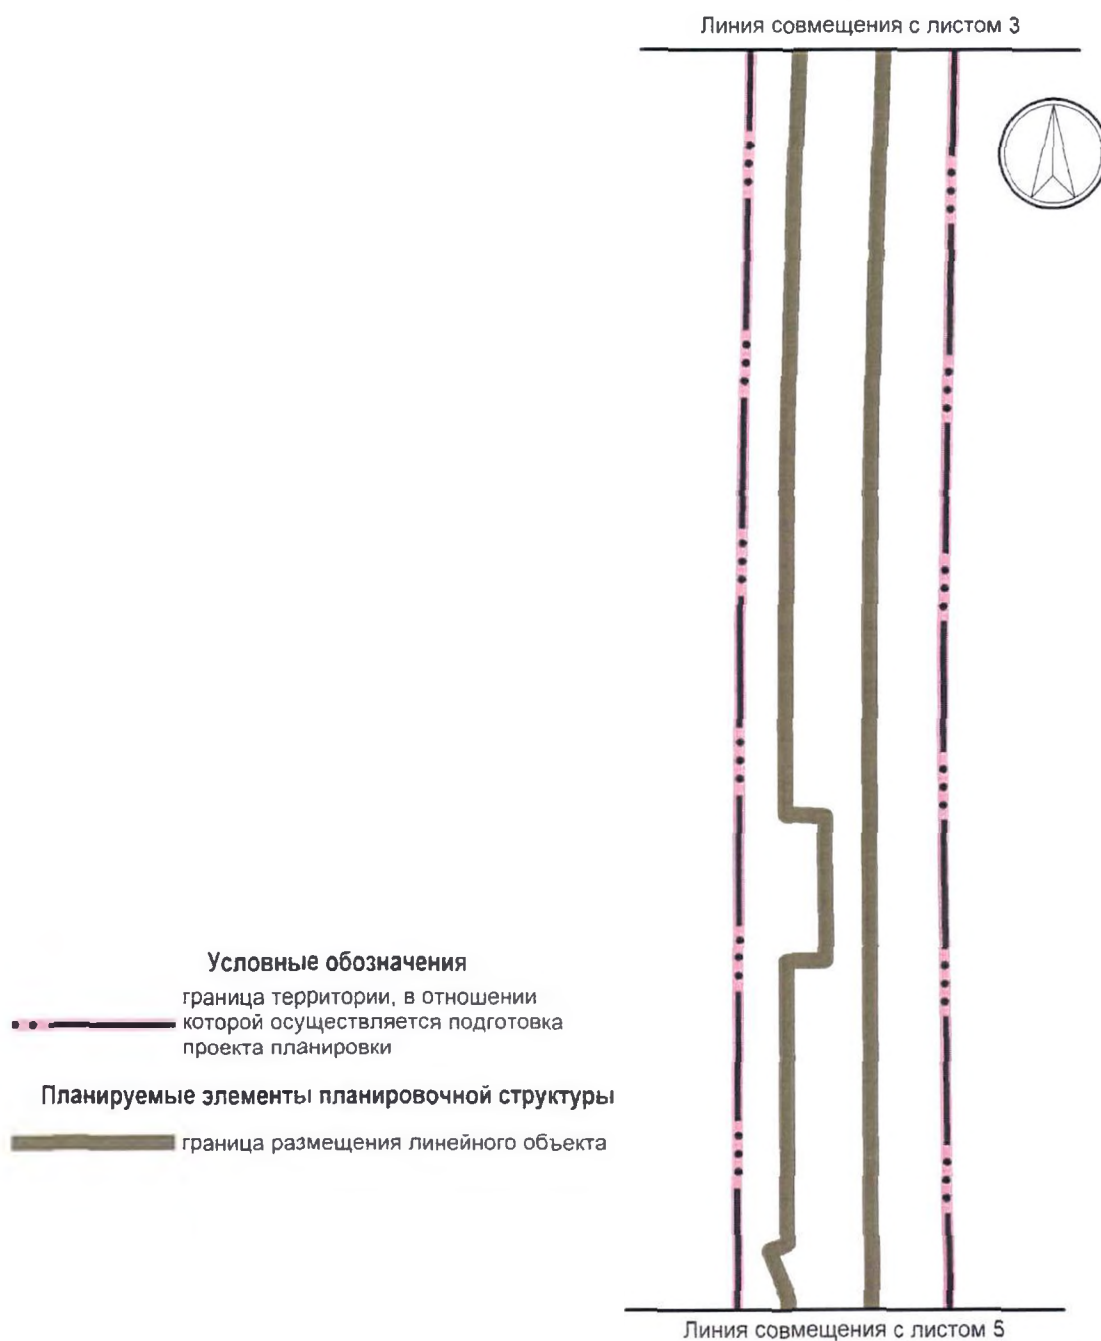 Линия совмещения с листом 3
Условные обозначения
граница территории, в отношении
которой осуществляется подготовка
проекта планировки
Планируемые элементы планировочной структуры
граница размещения линейного объекта
Линия совмещения с листом 5